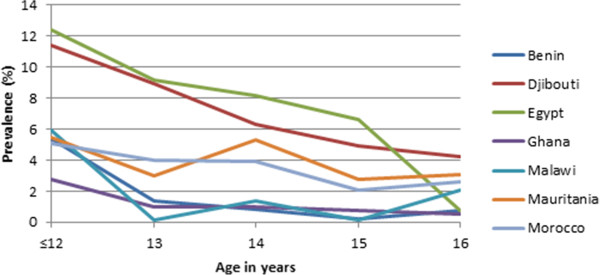 14
12
10
8
6
4
2
0
Prevalence (%)
≤12 13 14 15 16
Age in years
Benin
Djibouti
Egypt
Ghana
Malawi
Mauritania
Morocco